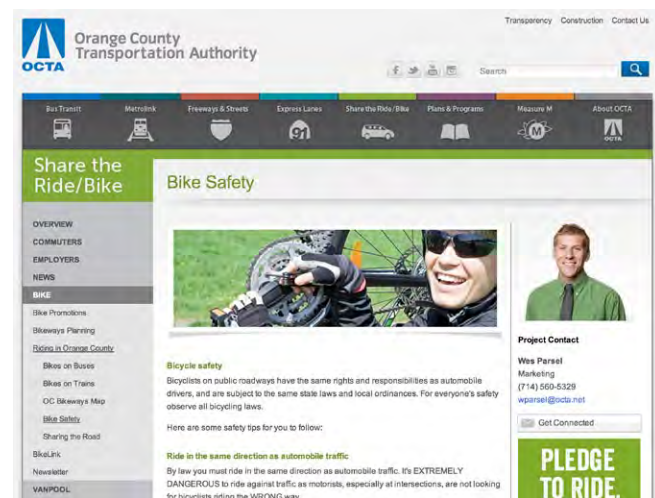 Transparency Construction Contact Us
Orange County
Transportation Authority
OCTA
Search
Bus Transit Metrolink Freeways & Streets Express Lanes Share the Ride/Bike Plans & Programs Measure M About OCTA
91
M
OCTA
Share the
Ride/Bike
Bike Safety
OVERVIEW
COMMUTERS
EMPLOYERS
NEWS
BIKE
Bike Promotions
Bikeways Planning
Riding in Orange County
Bikes on Buses
Bikes on Trains
OC Bikeways Map
Bike Safety
Sharing the Road
BikeLink
Newsletter
VANPOOL
Bicycle safety
Bicyclists on public roadways have the same rights and responsibilities as automobile
drivers, and are subject to the same state laws and local ordinances. For everyone's safety
observe all bicycling laws.
Here are some safety tips for you to follow:
Ride in the same direction as automobile traffic
By law you must ride in the same direction as automobile traffic. It's EXTREMELY
DANGEROUS to ride against traffic as motorists, especially at intersections, are not looking
for bicyclists riding the WRONG way.
Project Contact
Wes Parsel
Marketing
(714) 560-5329
wparsel@octa.net
Get Connected
PLEDGE
TO RIDE.